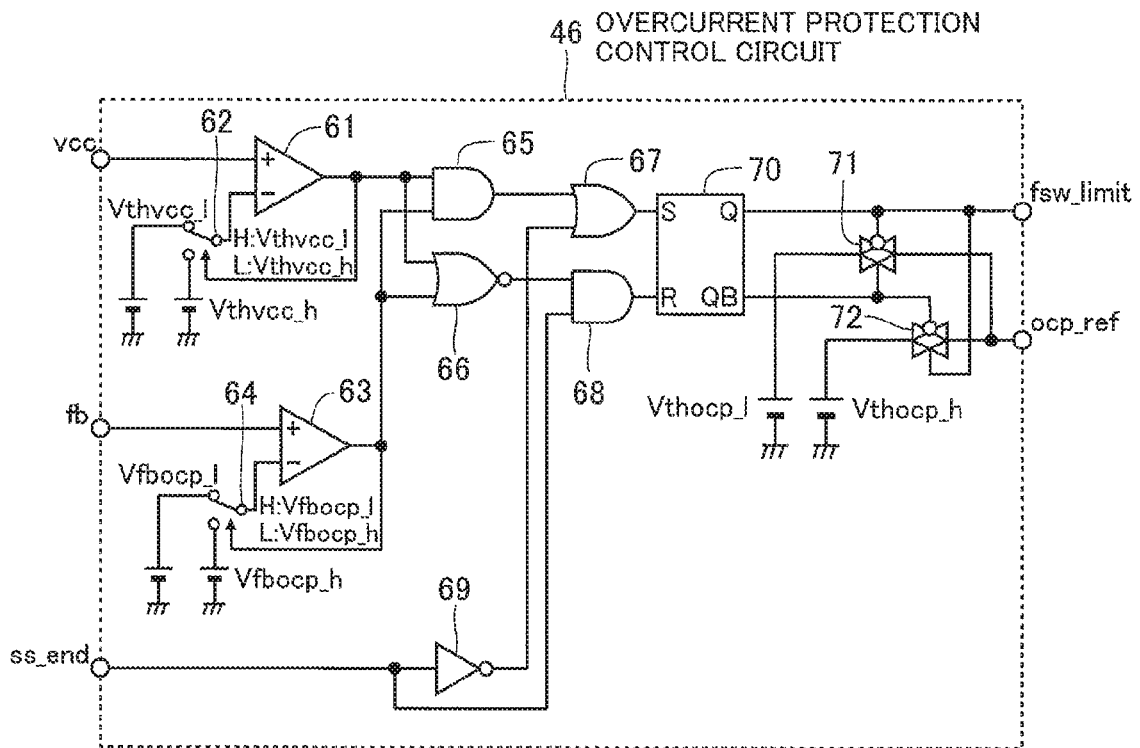 46 OVERCURRENT PROTECTION
CONTROL CIRCUIT
vcc
62
61
65
67
70
71
fsw_limit
Vthvcc_l
H:Vthvcc_l
L:Vthvcc_h
Vthvcc_h
+
−
S
Q
R
QB
66
68
72
ocp_ref
Vthocp_l
Vthocp_h
fb
64
63
+
−
Vfbocp_l
H:Vfbocp_l
L:Vfbocp_h
Vfbocp_h
69
ss_end